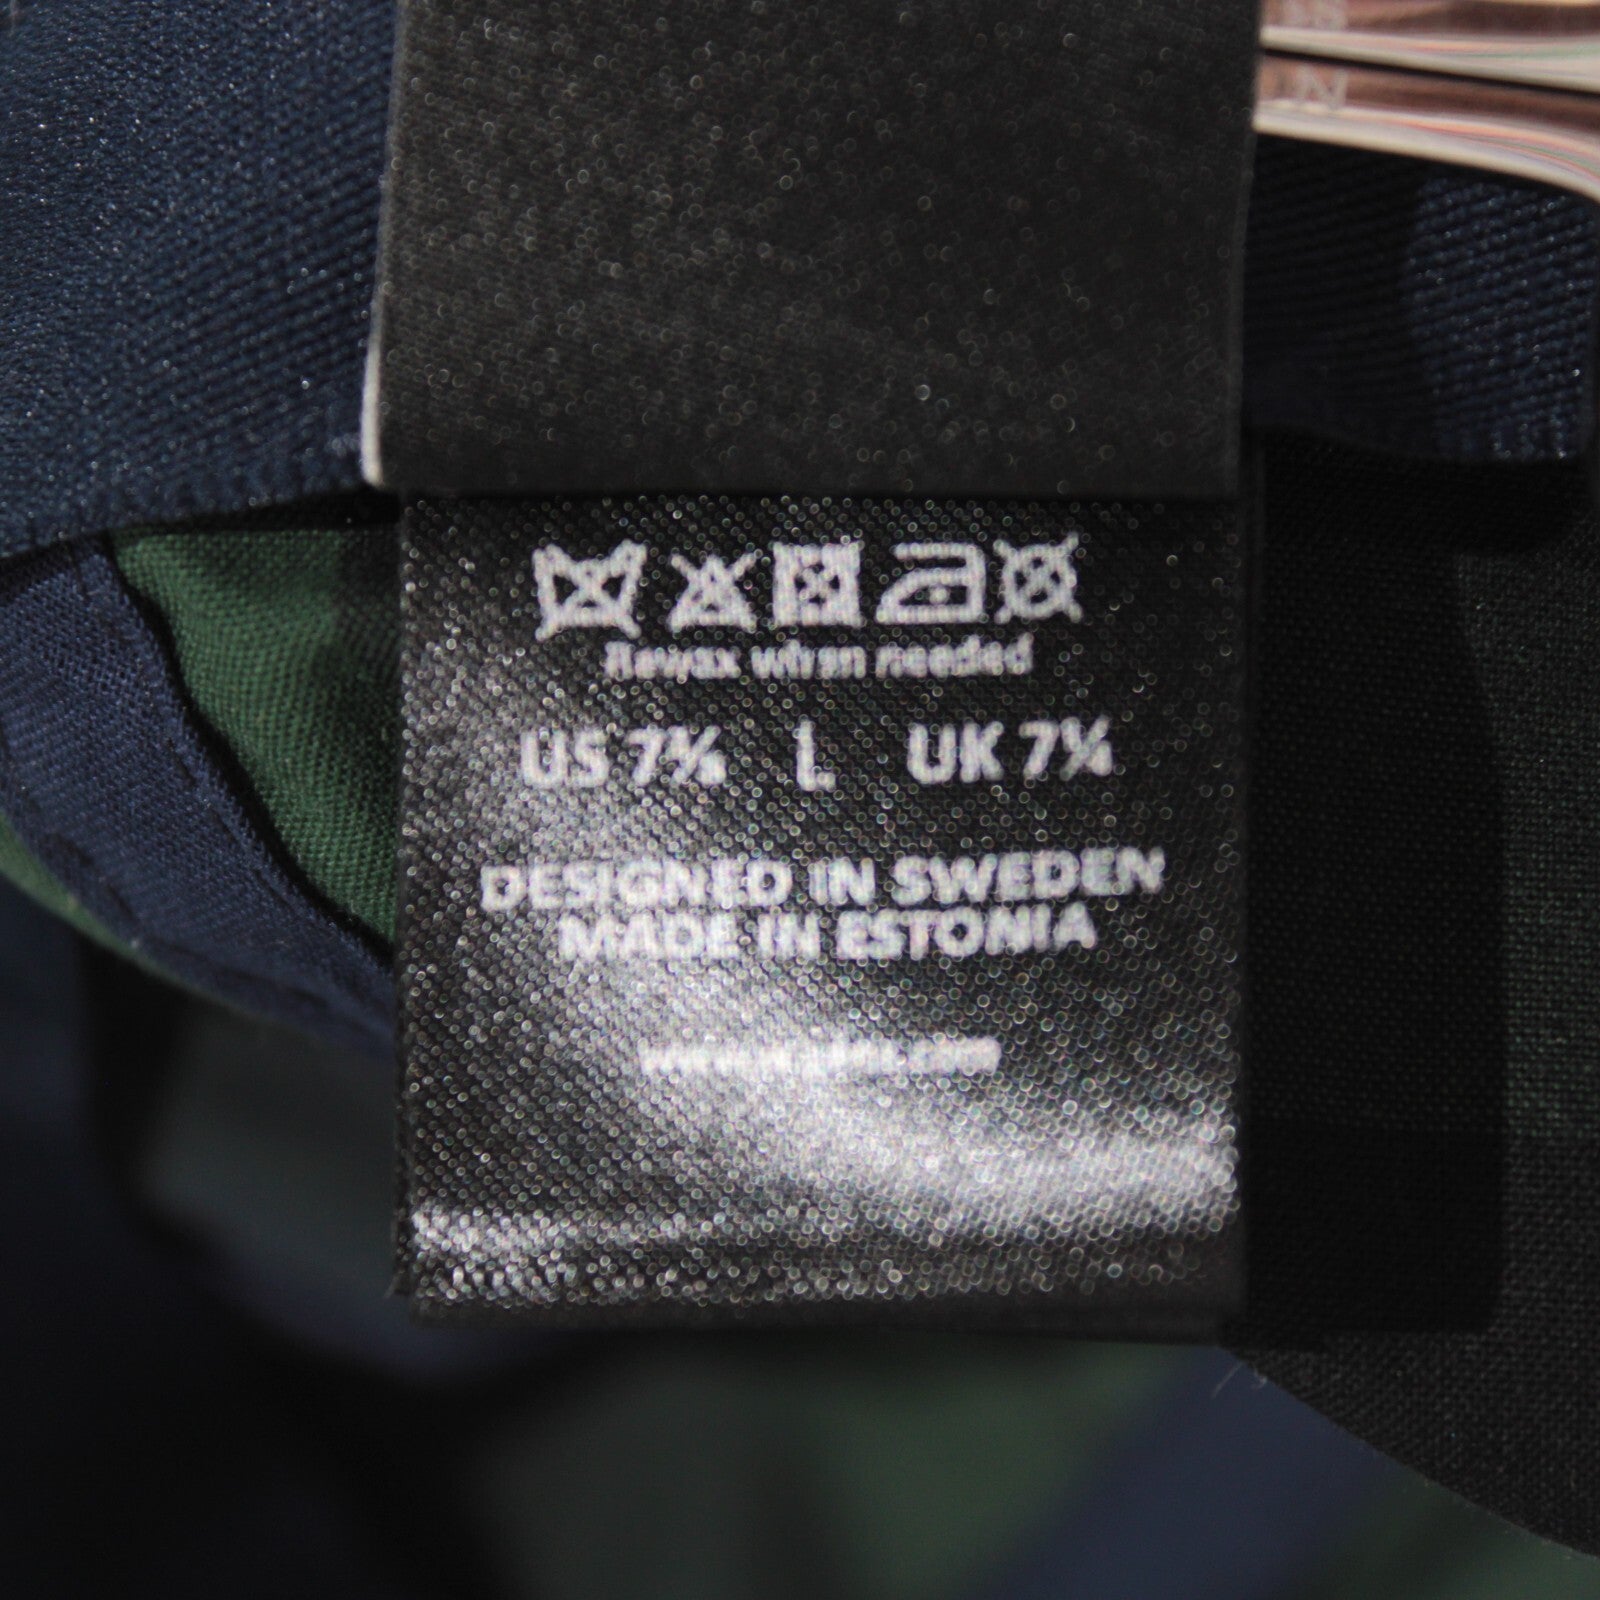 Rewax when needed
US 7⅜ L UK 7¼
DESIGNED IN SWEDEN
MADE IN ESTONIA